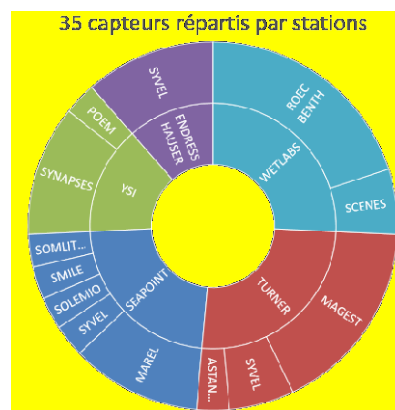 35 capteurs répartis par stations
SYVEL
ENDRESS
HAUSER
ROEC
BENTH
WETLABS
SCENES
POEM
SYNAPSES
YSI
SOMLIT...
SMILE
SOLEMIO
SYVEL
MAREL
SEAPOINT
TURNER
MAGEST
SYVEL
ASTAN...